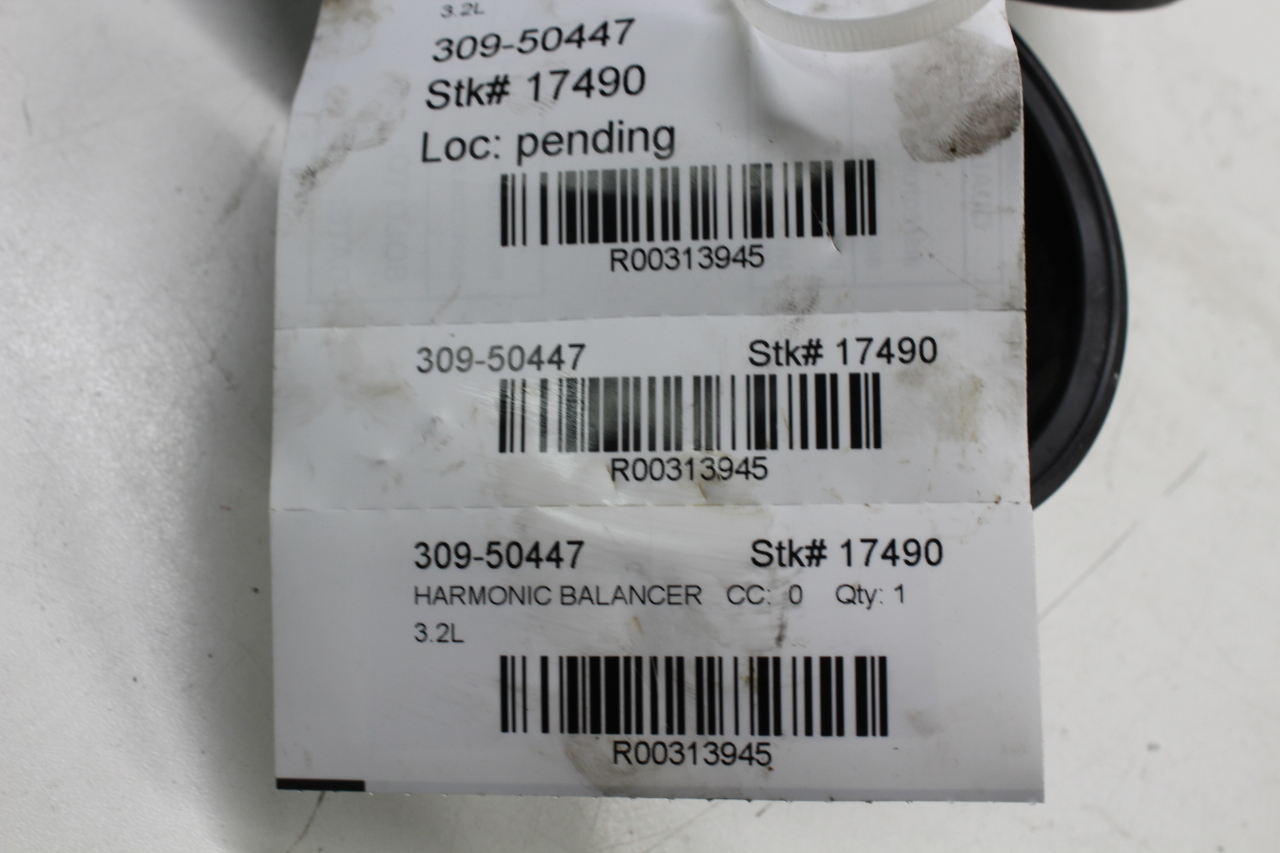 3.2L
309-50447
Stk# 17490
Loc: pending
R00313945
309-50447 Stk# 17490
R00313945
309-50447 Stk# 17490
HARMONIC BALANCER CC: 0 Qty: 1
3.2L
R00313945